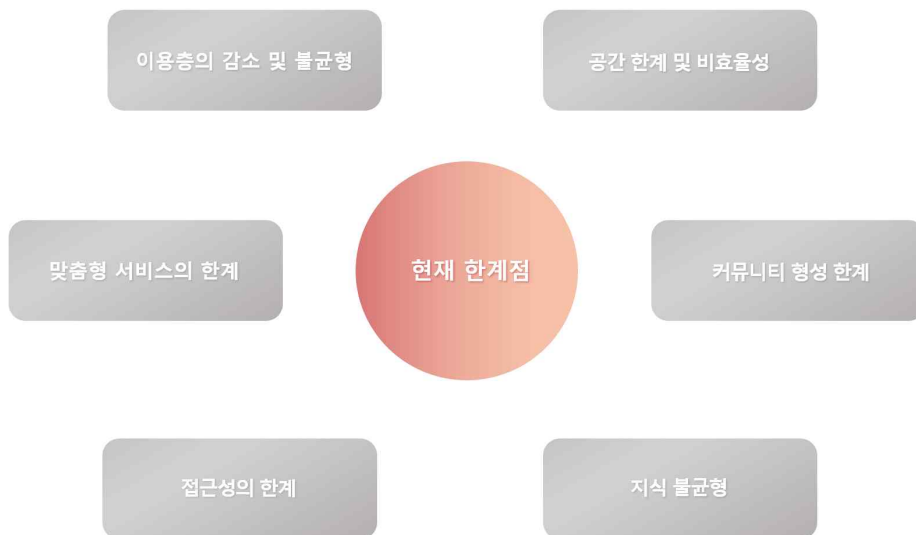 이용층의 감소 및 불균형
공간 한계 및 비효율성
맞춤형 서비스의 한계
현재 한계점
커뮤니티 형성 한계
접근성의 한계
지식 불균형